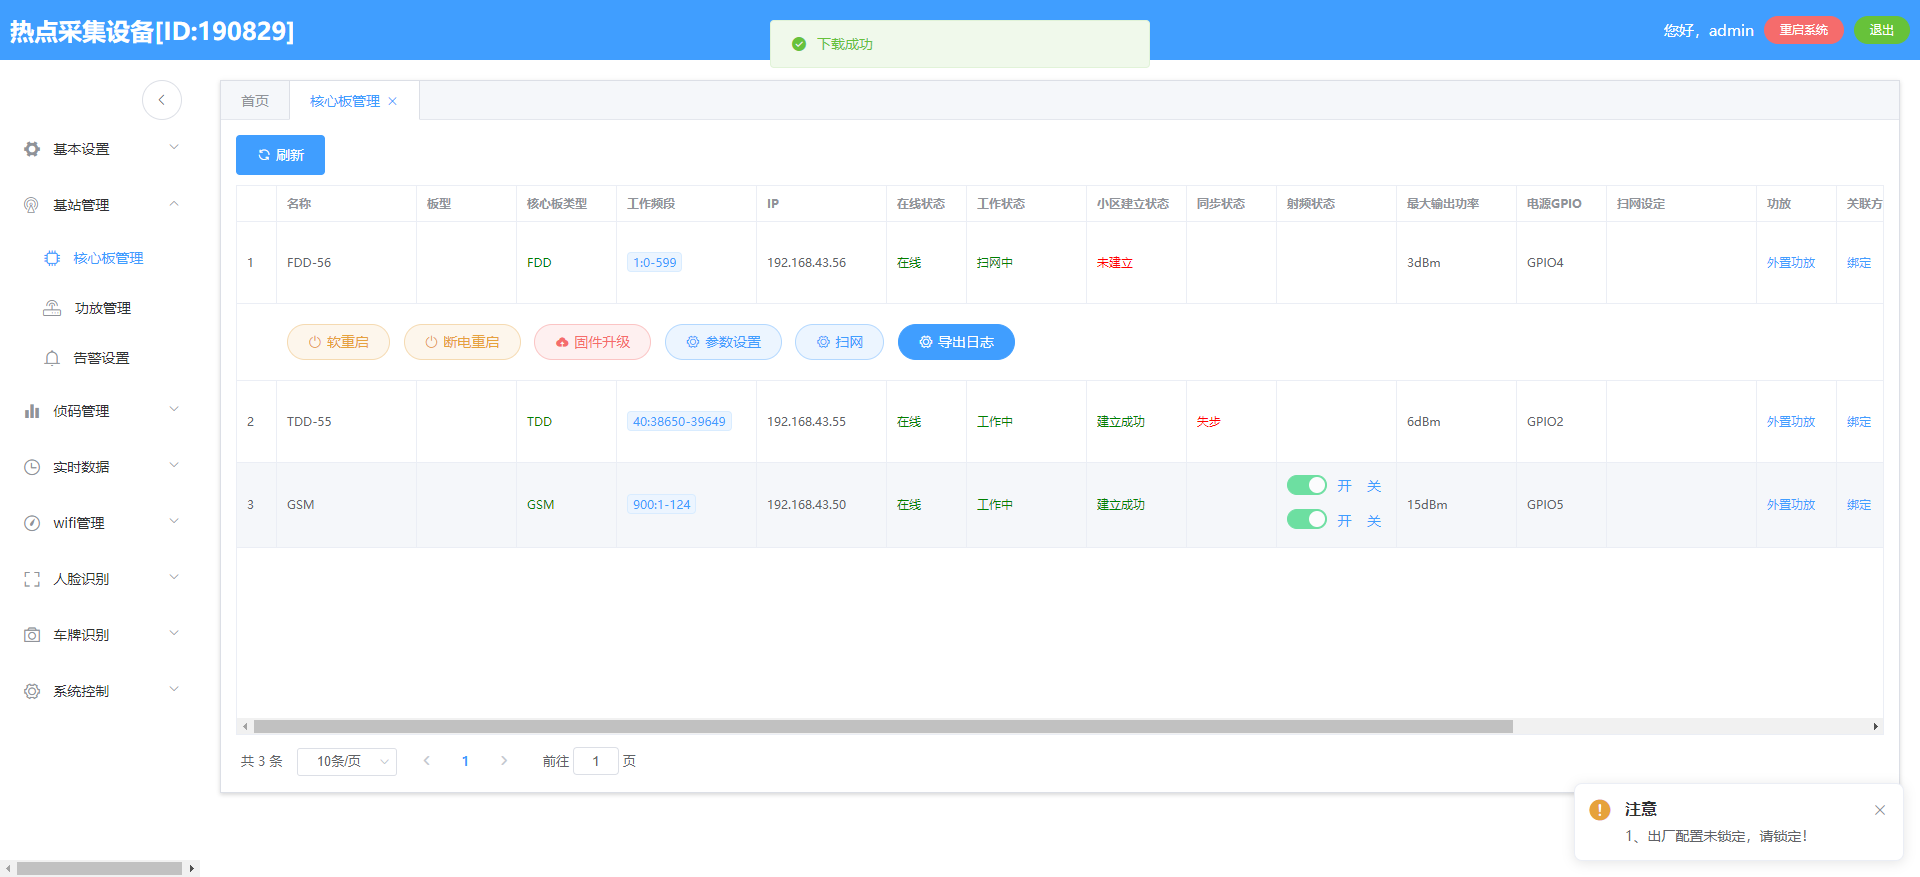 热点采集设备[ID:190829]
下载成功
您好，admin 重启系统 退出
首页 核心板管理
基本设置
基站管理
核心板管理
功放管理
告警设置
侦码管理
实时数据
wifi管理
人脸识别
车牌识别
系统控制
刷新
名称 板型 核心板类型 工作频段 IP 在线状态 工作状态 小区建立状态 同步状态 射频状态 最大输出功率 电源GPIO 扫网设定 功放 关联方
1 FDD-56 FDD 1:0-599 192.168.43.56 在线 扫网中 未建立 3dBm GPIO4 外置功放 绑定
软重启 断电重启 固件升级 参数设置 扫网 导出日志
2 TDD-55 TDD 40:38650-39649 192.168.43.55 在线 工作中 建立成功 失步 6dBm GPIO2 外置功放 绑定
3 GSM GSM 900:1-124 192.168.43.50 在线 工作中 建立成功 开 关 15dBm GPIO5 外置功放 绑定
开 关
共 3 条 10条/页 1 前往 1 页
注意
1、出厂配置未锁定，请锁定！